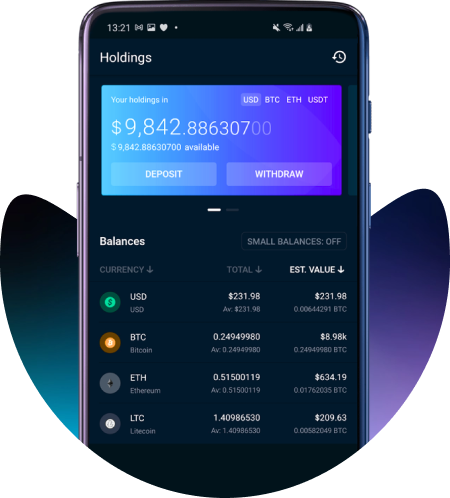 13:21
Holdings
Your holdings in USD BTC ETH USDT
$9,842.88630700
$9,842.88630700 available
DEPOSIT WITHDRAW
Balances SMALL BALANCES: OFF
CURRENCY ↓ TOTAL ↓ EST. VALUE ↓
USD $231.98 $231.98
USD Av: $231.98 0.00644291 BTC
BTC 0.24949980 $8.98k
Bitcoin Av: 0.24949980 0.24949980 BTC
ETH 0.51500119 $634.19
Ethereum Av: 0.51500119 0.01762035 BTC
LTC 1.40986530 $209.63
Litecoin Av: 1.40986530 0.00582049 BTC